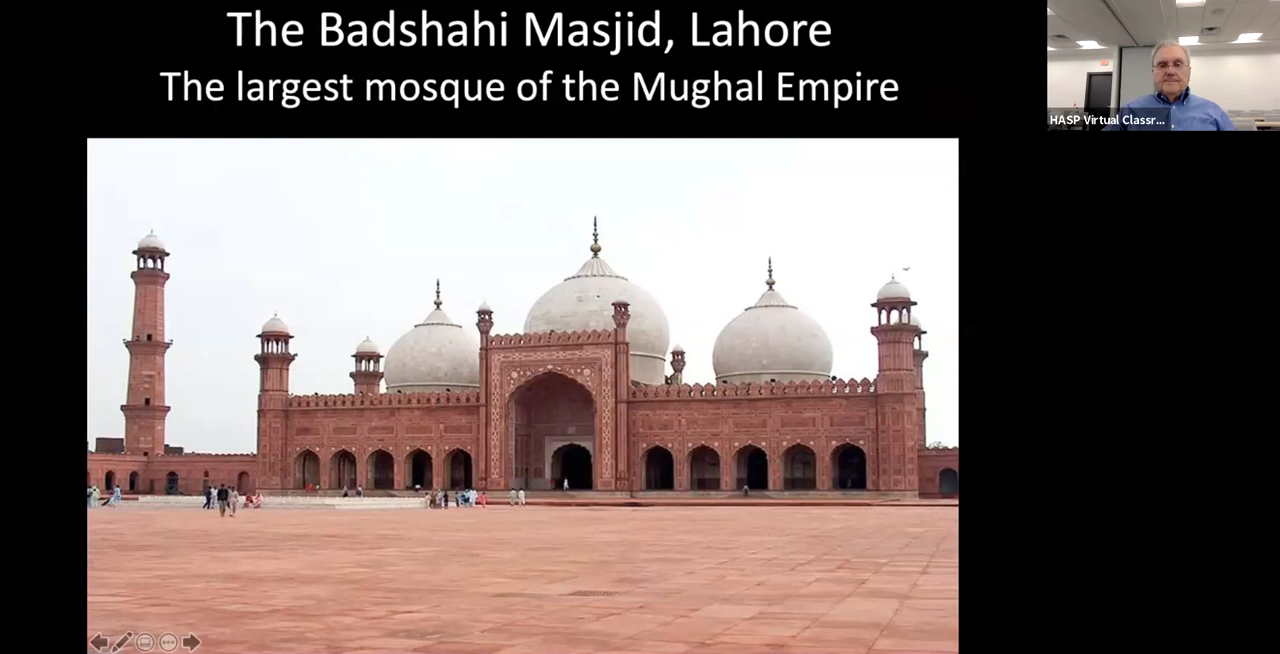 The Badshahi Masjid, Lahore
The largest mosque of the Mughal Empire
HASP Virtual Classr...